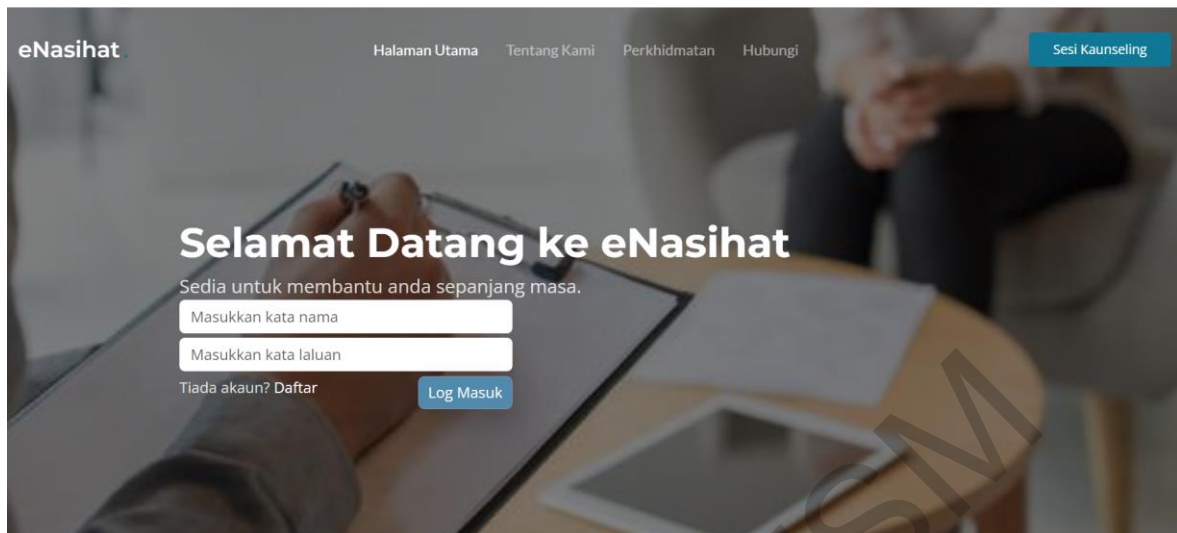 eNasihat.
Halaman Utama Tentang Kami Perkhidmatan Hubungi
Sesi Kaunseling
Selamat Datang ke eNasihat
Sedia untuk membantu anda sepanjang masa.
Masukkan kata nama
Masukkan kata laluan
Tiada akaun? Daftar
Log Masuk